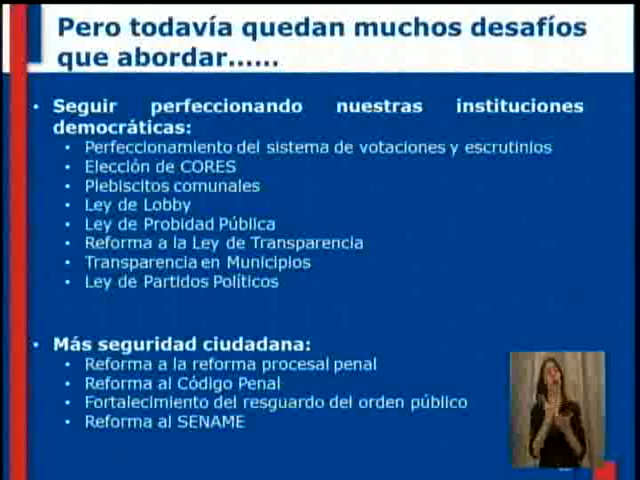 Pero todavía quedan muchos desafíos
que abordar......
• Seguir perfeccionando nuestras instituciones
democráticas:
• Perfeccionamiento del sistema de votaciones y escrutinios
• Elección de CORES
• Plebiscitos comunales
• Ley de Lobby
• Ley de Probidad Pública
• Reforma a la Ley de Transparencia
• Transparencia en Municipios
• Ley de Partidos Políticos
• Más seguridad ciudadana:
• Reforma a la reforma procesal penal
• Reforma al Código Penal
• Fortalecimiento del resguardo del orden público
• Reforma al SENAME